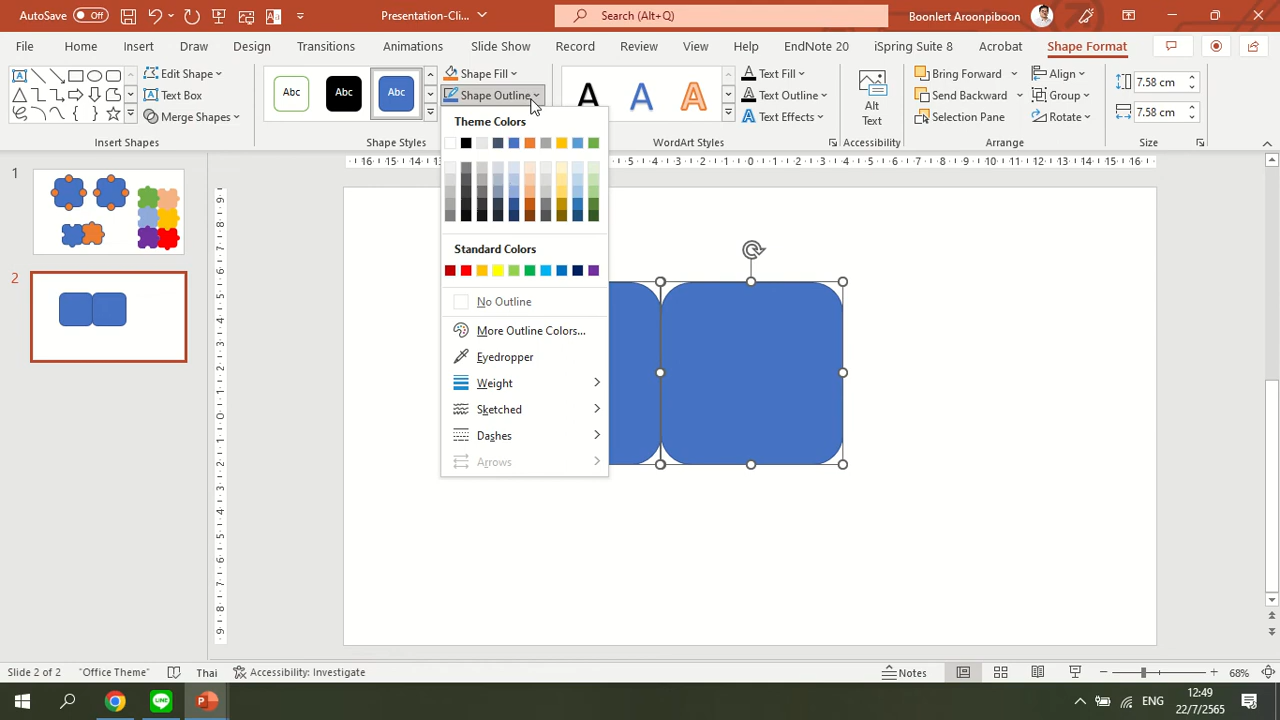 AutoSave Off
Presentation-Cli...
Search (Alt+Q)
Boonlert Aroonpiboon
File Home Insert Draw Design Transitions Animations Slide Show Record Review View Help EndNote 20 iSpring Suite 8 Acrobat Shape Format
Edit Shape
Text Box
Merge Shapes
Insert Shapes
Abc Abc Abc
Shape Fill
Shape Outline
Shape Styles
A A A
Text Fill
Text Outline
Text Effects
WordArt Styles
Alt
Text
Accessibility
Bring Forward
Send Backward
Selection Pane
Align
Group
Rotate
Arrange
7.58 cm
7.58 cm
Size
Theme Colors
Standard Colors
No Outline
More Outline Colors...
Eyedropper
Weight
Sketched
Dashes
Arrows
1
2
Slide 2 of 2 "Office Theme" Thai Accessibility: Investigate Notes 68%
ENG
12:49
22/7/2565